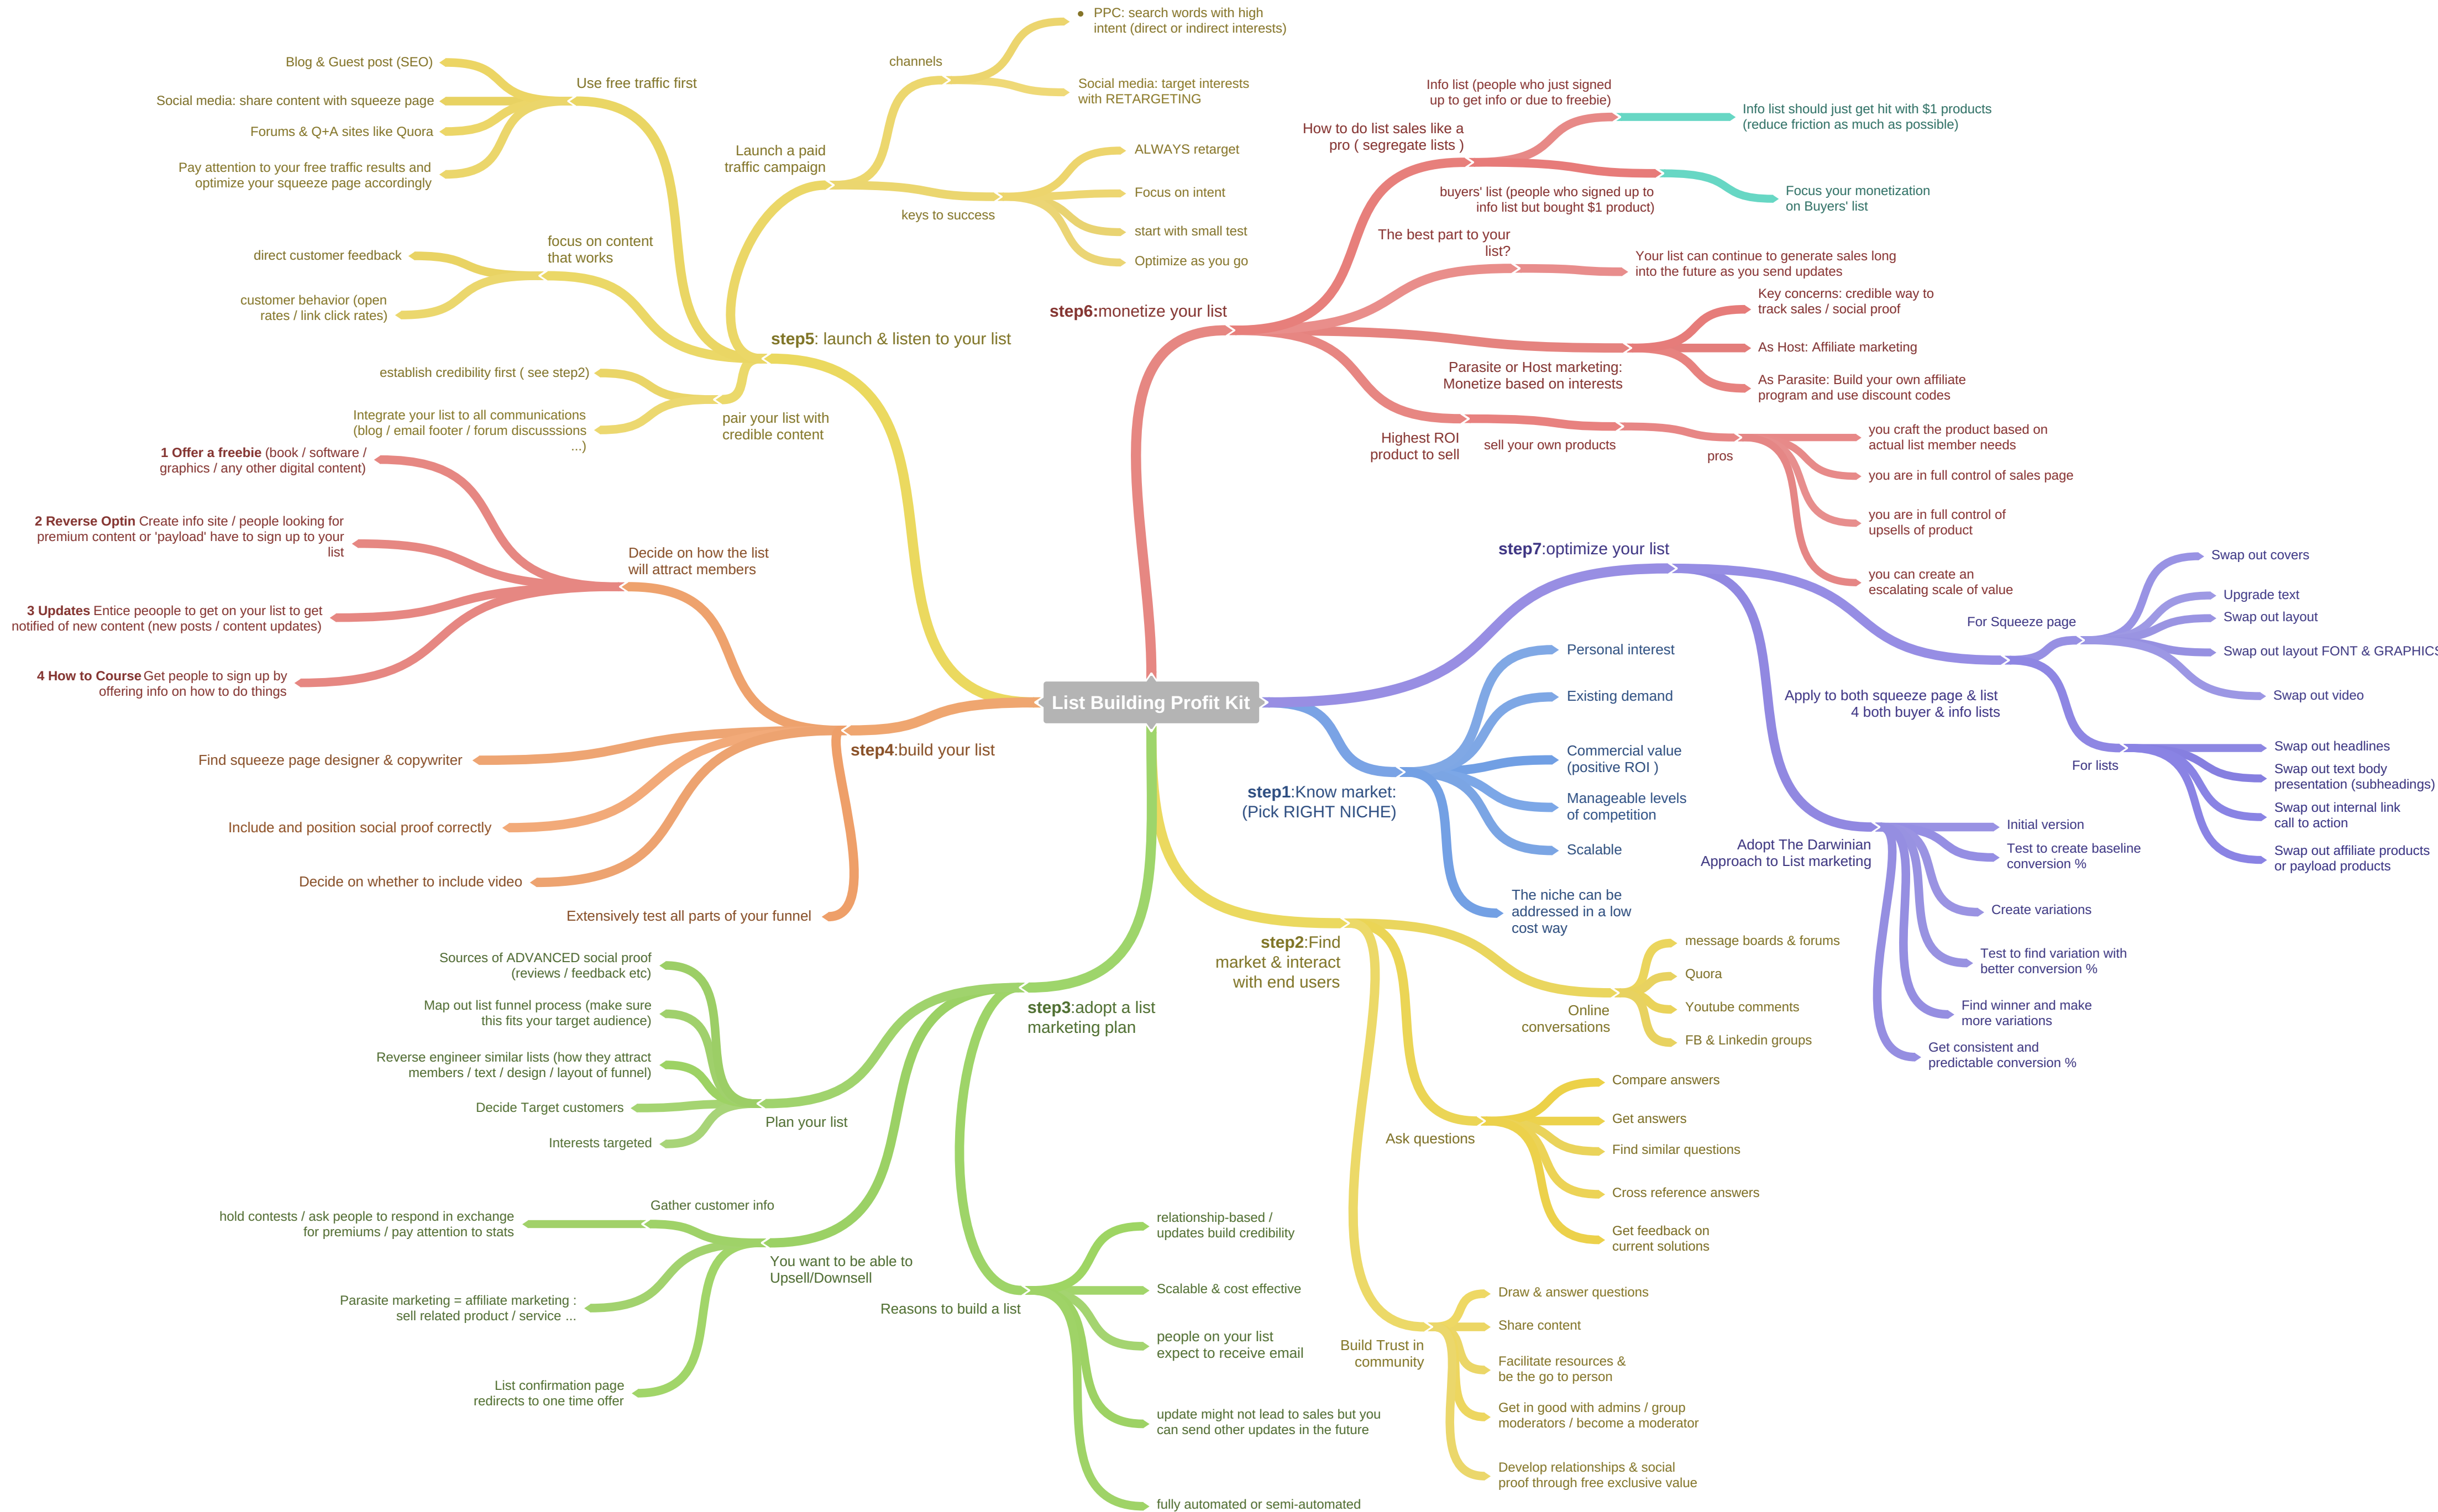 List Building Profit Kit
step1:Know market:
(Pick RIGHT NICHE)
Personal interest
Existing demand
Commercial value
(positive ROI )
Manageable levels
of competition
Scalable
The niche can be
addressed in a low
cost way
step2:Find
market & interact
with end users
Online
conversations
message boards & forums
Quora
Youtube comments
FB & Linkedin groups
Ask questions
Compare answers
Get answers
Find similar questions
Cross reference answers
Get feedback on
current solutions
Build Trust in
community
Draw & answer questions
Share content
Facilitate resources &
be the go to person
Get in good with admins / group
moderators / become a moderator
Develop relationships & social
proof through free exclusive value
step3:adopt a list
marketing plan
Reasons to build a list
relationship-based /
updates build credibility
Scalable & cost effective
people on your list
expect to receive email
update might not lead to sales but you
can send other updates in the future
fully automated or semi-automated
You want to be able to
Upsell/Downsell
Gather customer info
hold contests / ask people to respond in exchange
for premiums / pay attention to stats
Parasite marketing = affiliate marketing :
sell related product / service ...
List confirmation page
redirects to one time offer
Plan your list
Sources of ADVANCED social proof
(reviews / feedback etc)
Map out list funnel process (make sure
this fits your target audience)
Reverse engineer similar lists (how they attract
members / text / design / layout of funnel)
Decide Target customers
Interests targeted
step4:build your list
Decide on how the list
will attract members
1 Offer a freebie (book / software /
graphics / any other digital content)
2 Reverse Optin Create info site / people looking for
premium content or 'payload' have to sign up to your
list
3 Updates Entice peoople to get on your list to get
notified of new content (new posts / content updates)
4 How to Course Get people to sign up by
offering info on how to do things
Find squeeze page designer & copywriter
Include and position social proof correctly
Decide on whether to include video
Extensively test all parts of your funnel
step5: launch & listen to your list
Use free traffic first
Blog & Guest post (SEO)
Social media: share content with squeeze page
Forums & Q+A sites like Quora
Pay attention to your free traffic results and
optimize your squeeze page accordingly
focus on content
that works
direct customer feedback
customer behavior (open
rates / link click rates)
pair your list with
credible content
establish credibility first ( see step2)
Integrate your list to all communications
(blog / email footer / forum discusssions
...)
Launch a paid
traffic campaign
channels
• PPC: search words with high
intent (direct or indirect interests)
Social media: target interests
with RETARGETING
keys to success
ALWAYS retarget
Focus on intent
start with small test
Optimize as you go
step6:monetize your list
How to do list sales like a
pro ( segregate lists )
Info list (people who just signed
up to get info or due to freebie)
Info list should just get hit with $1 products
(reduce friction as much as possible)
buyers' list (people who signed up to
info list but bought $1 product)
Focus your monetization
on Buyers' list
The best part to your
list?
Your list can continue to generate sales long
into the future as you send updates
Parasite or Host marketing:
Monetize based on interests
Key concerns: credible way to
track sales / social proof
As Host: Affiliate marketing
As Parasite: Build your own affiliate
program and use discount codes
Highest ROI
product to sell
sell your own products
pros
you craft the product based on
actual list member needs
you are in full control of sales page
you are in full control of
upsells of product
you can create an
escalating scale of value
step7:optimize your list
Apply to both squeeze page & list
4 both buyer & info lists
For Squeeze page
Swap out covers
Upgrade text
Swap out layout
Swap out layout FONT & GRAPHICS
Swap out video
For lists
Swap out headlines
Swap out text body
presentation (subheadings)
Swap out internal link
call to action
Swap out affiliate products
or payload products
Adopt The Darwinian
Approach to List marketing
Initial version
Test to create baseline
conversion %
Create variations
Test to find variation with
better conversion %
Find winner and make
more variations
Get consistent and
predictable conversion %